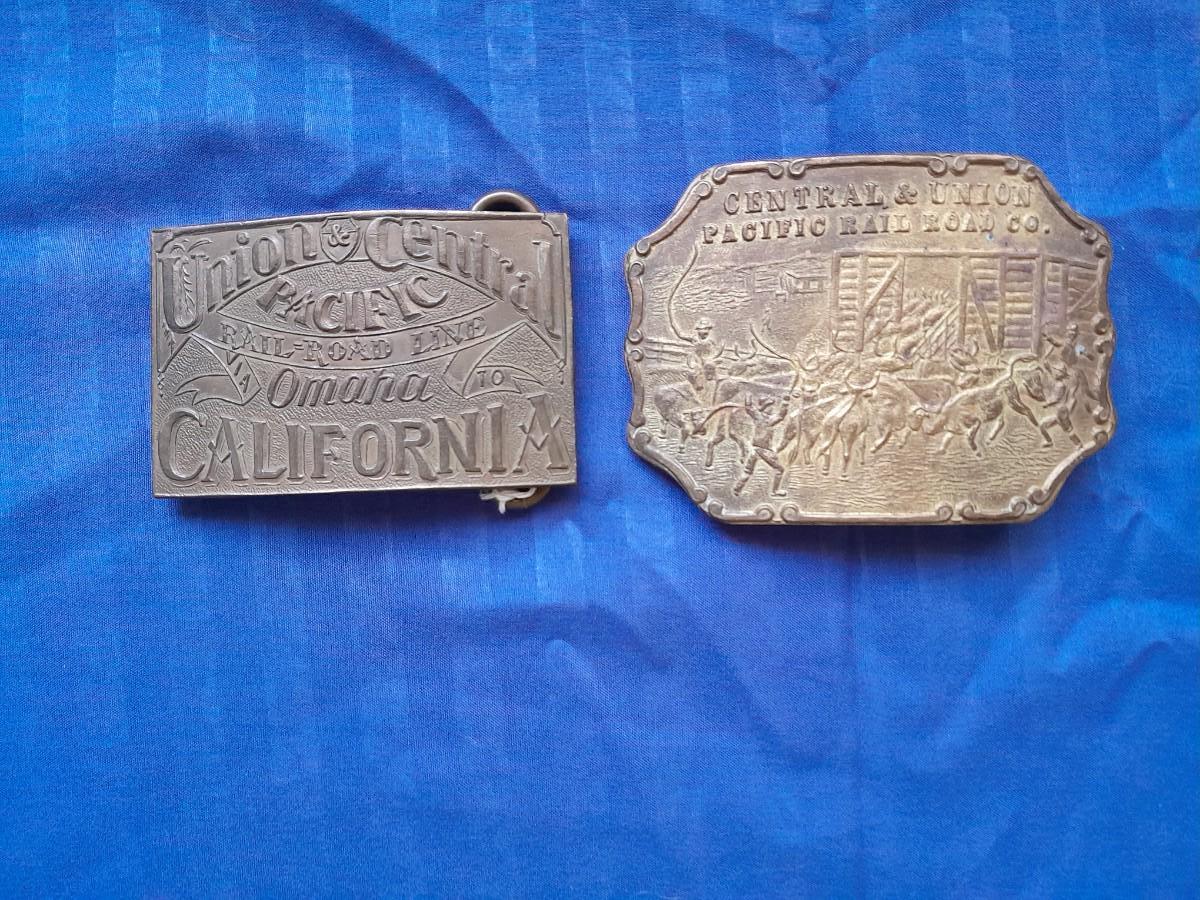 Union & Central
PACIFIC
RAIL-ROAD LINE
VIA Omaha TO
CALIFORNIA
CENTRAL & UNION
PACIFIC RAIL ROAD CO.